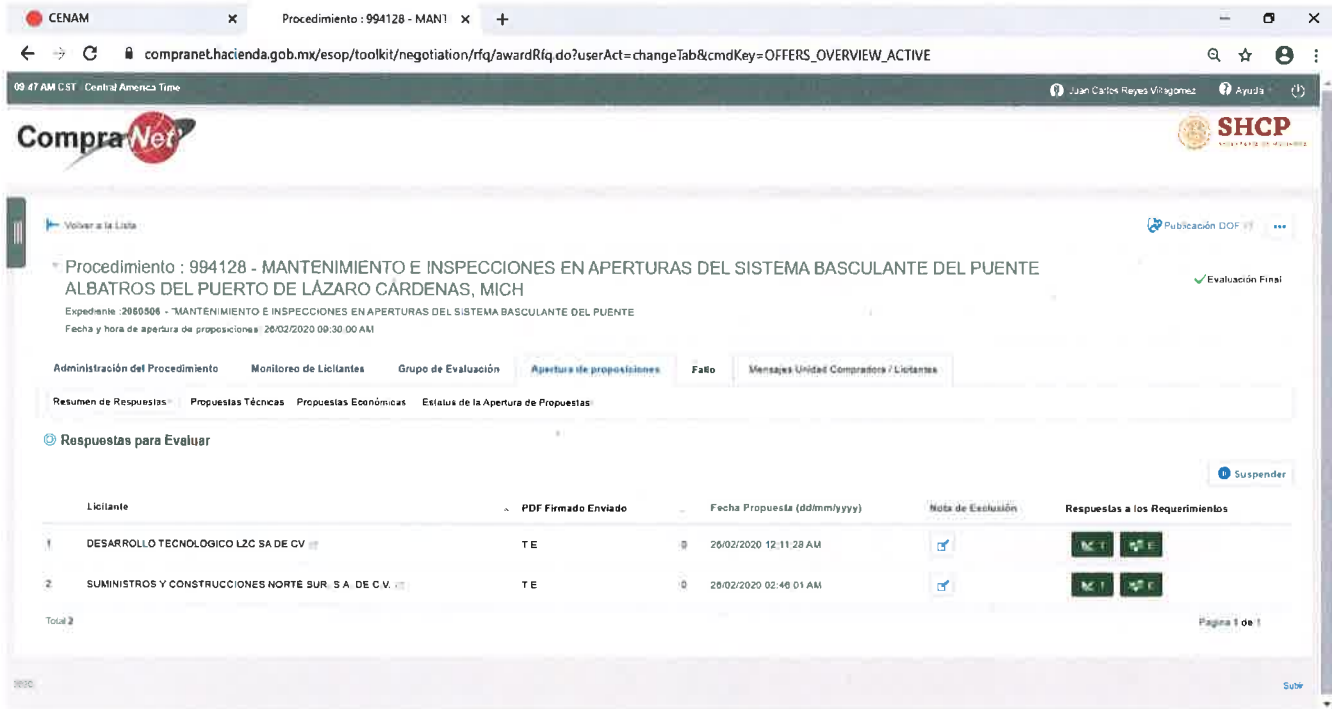 CENAM
Procedimiento : 994128 - MANT
compranet.hacienda.gob.mx/esop/toolkit/negotiation/rfq/awardRfq.do?userAct=changeTab&cmdKey=OFFERS_OVERVIEW_ACTIVE
09:47 AM CST - Central America Time
Juan Carlos Reyes Villagomez Ayuda
CompraNet
SHCP
Volver a la Lista
Publicación DOF
Procedimiento : 994128 - MANTENIMIENTO E INSPECCIONES EN APERTURAS DEL SISTEMA BASCULANTE DEL PUENTE
ALBATROS DEL PUERTO DE LÁZARO CÁRDENAS, MICH
Evaluación Final
Expediente :2060506 - "MANTENIMIENTO E INSPECCIONES EN APERTURAS DEL SISTEMA BASCULANTE DEL PUENTE
Fecha y hora de apertura de proposiciones: 26/02/2020 09:30:00 AM
Administración del Procedimiento Monitoreo de Licitantes Grupo de Evaluación Apertura de proposiciones Fallo Mensajes Unidad Compradora / Licitantes
Resumen de Respuestas Propuestas Técnicas Propuestas Económicas Estatus de la Apertura de Propuestas
Respuestas para Evaluar
Suspender
Licitante PDF Firmado Enviado Fecha Propuesta (dd/mm/yyyy) Nota de Exclusión Respuestas a los Requerimientos
1 DESARROLLO TECNOLOGICO LZC SA DE CV T E 0 26/02/2020 12:11:28 AM T E
2 SUMINISTROS Y CONSTRUCCIONES NORTE SUR, S.A. DE C.V. T E 0 26/02/2020 02:46:01 AM T E
Total 2
Página 1 de 1
Subir